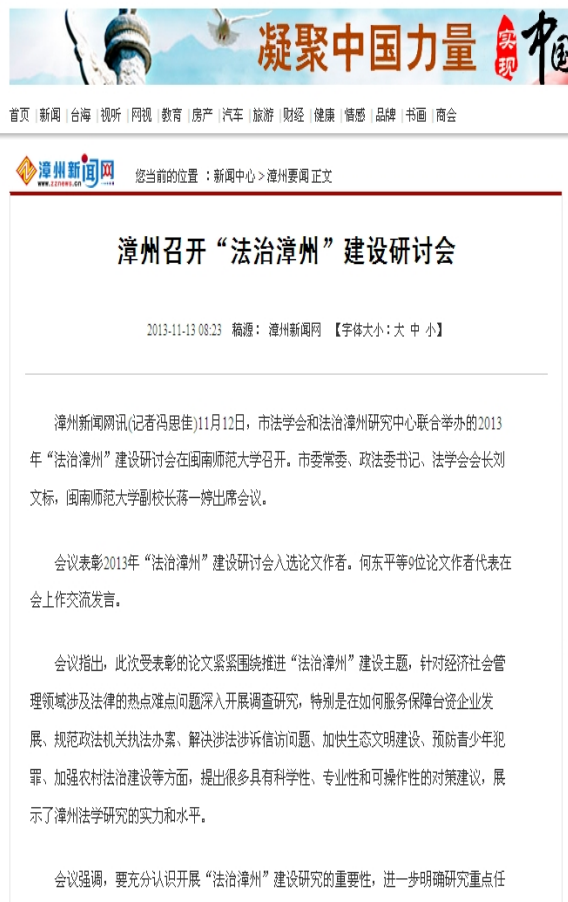 凝聚中国力量 实现中国
首页 | 新闻 | 台海 | 视听 | 网视 | 教育 | 房产 | 汽车 | 旅游 | 财经 | 健康 | 情感 | 品牌 | 书画 | 商会
漳州新闻网 您当前的位置 ：新闻中心 > 漳州要闻 正文
www.zznews.cn
漳州召开“法治漳州”建设研讨会
2013-11-13 08:23 稿源： 漳州新闻网 【字体大小：大 中 小】
漳州新闻网讯(记者冯思佳)11月12日，市法学会和法治漳州研究中心联合举办的2013
年“法治漳州”建设研讨会在闽南师范大学召开。市委常委、政法委书记、法学会会长刘
文标，闽南师范大学副校长蒋一婷出席会议。
会议表彰2013年“法治漳州”建设研讨会入选论文作者。何东平等9位论文作者代表在
会上作交流发言。
会议指出，此次受表彰的论文紧紧围绕推进“法治漳州”建设主题，针对经济社会管
理领域涉及法律的热点难点问题深入开展调查研究，特别是在如何服务保障台资企业发
展、规范政法机关执法办案、解决涉法涉诉信访问题、加快生态文明建设、预防青少年犯
罪、加强农村法治建设等方面，提出很多具有科学性、专业性和可操作性的对策建议，展
示了漳州法学研究的实力和水平。
会议强调，要充分认识开展“法治漳州”建设研究的重要性，进一步明确研究重点任